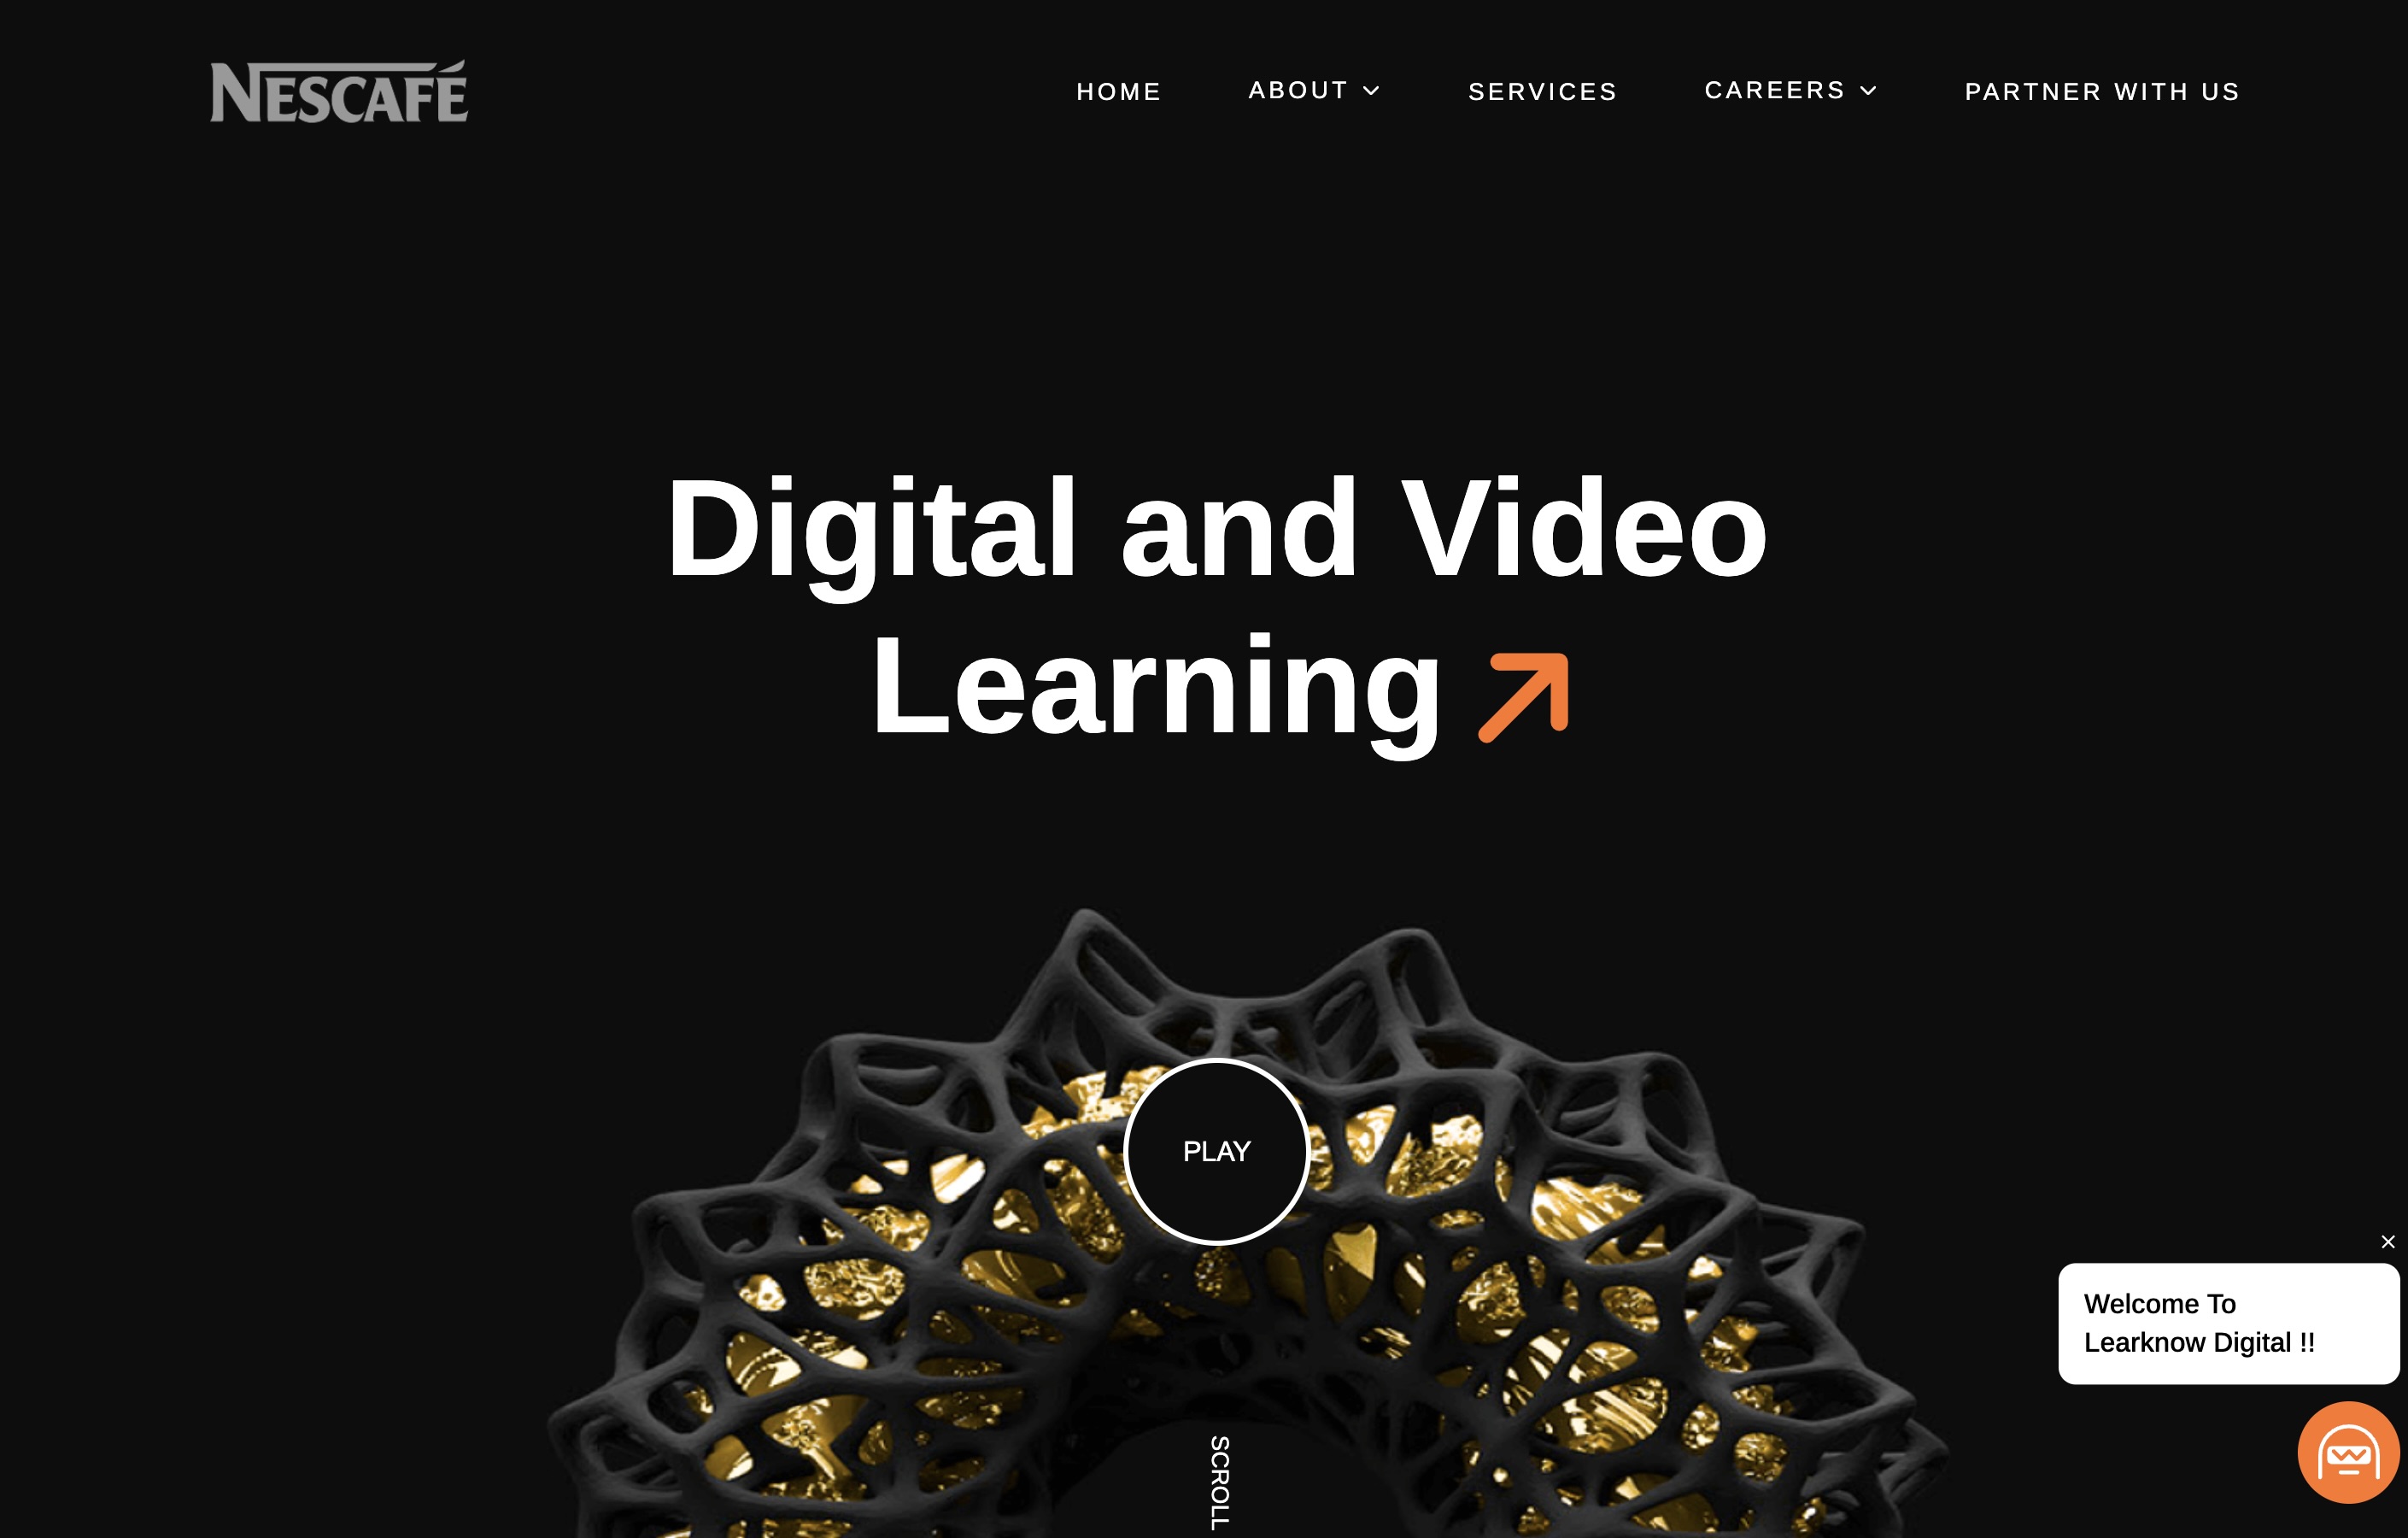 NESCAFÉ
HOME
ABOUT
SERVICES
CAREERS
PARTNER WITH US
Digital and Video
Learning
PLAY
Welcome To
Learknow Digital !!
SCROLL